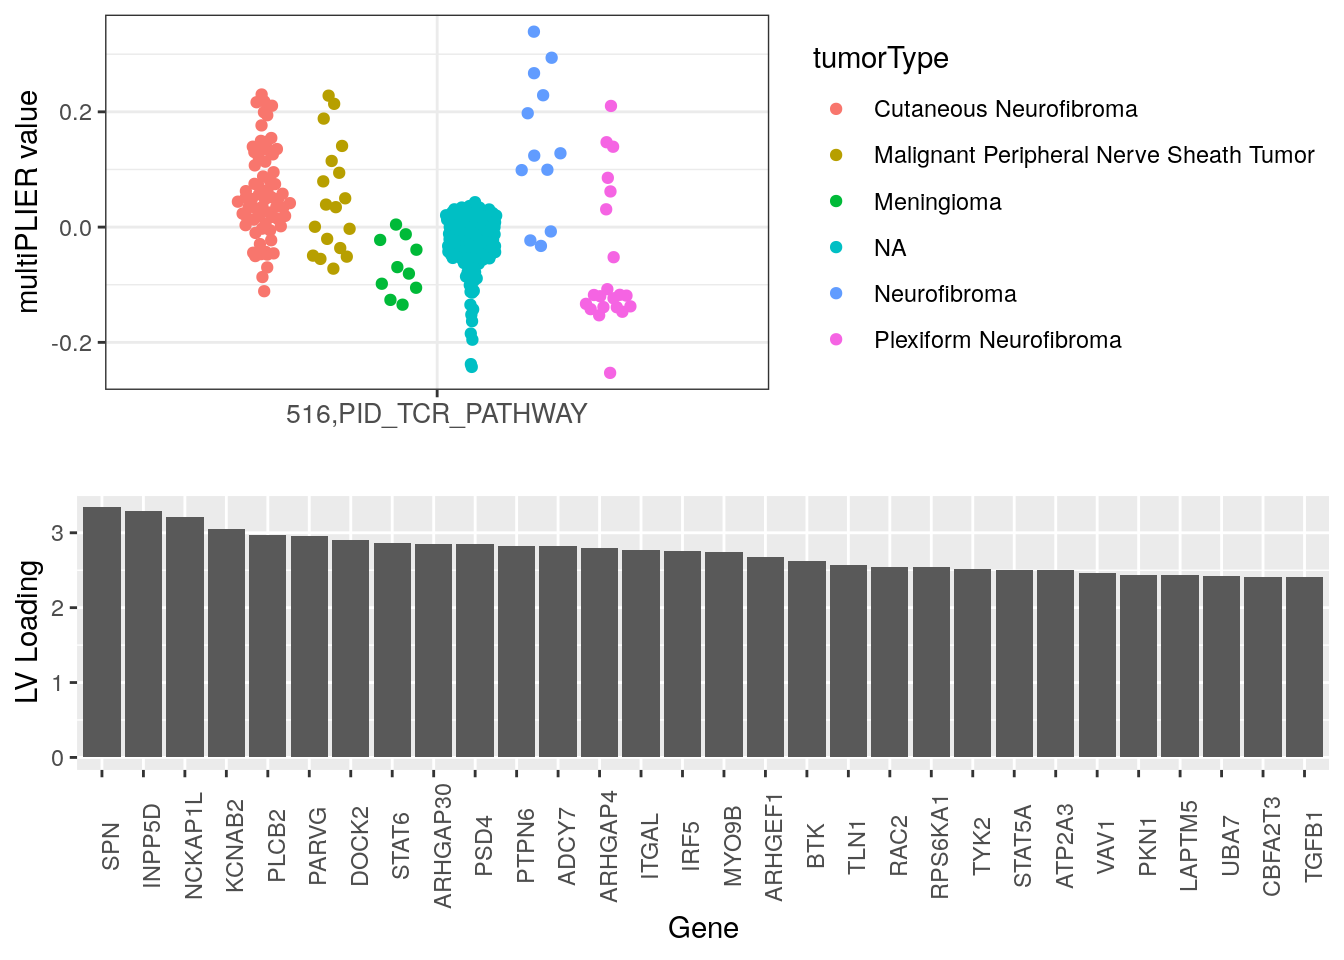 multiPLIER value
0.2
0.0
-0.2
516,PID_TCR_PATHWAY
tumorType
Cutaneous Neurofibroma
Malignant Peripheral Nerve Sheath Tumor
Meningioma
NA
Neurofibroma
Plexiform Neurofibroma
LV Loading
3
2
1
0
SPN
INPP5D
NCKAP1L
KCNAB2
PLCB2
PARVG
DOCK2
STAT6
ARHGAP30
PSD4
PTPN6
ADCY7
ARHGAP4
ITGAL
IRF5
MYO9B
ARHGEF1
BTK
TLN1
RAC2
RPS6KA1
TYK2
STAT5A
ATP2A3
VAV1
PKN1
LAPTM5
UBA7
CBFA2T3
TGFB1
Gene